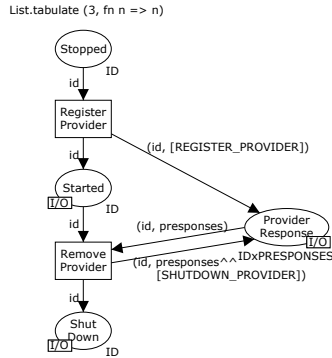 List.tabulate (3, fn n => n)
Stopped
ID
id
Register
Provider
(id, [REGISTER_PROVIDER])
id
Started
I/O
ID
Provider
Response
I/O
IDxPRESPONSES
id
(id, presponses)
Remove
Provider
(id, presponses^^
[SHUTDOWN_PROVIDER])
id
Shut
Down
I/O
ID